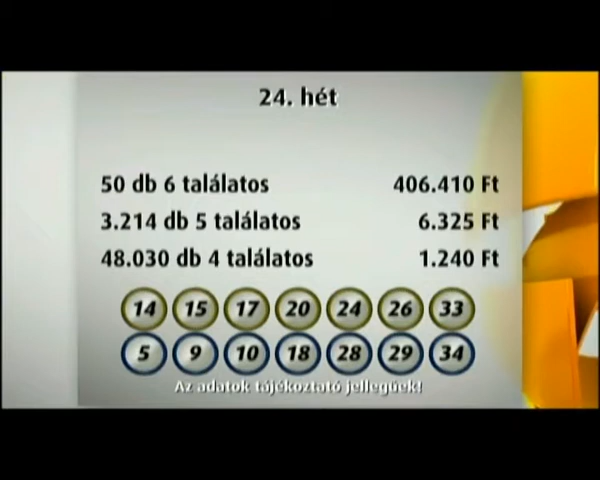 24. hét
50 db 6 találatos 406.410 Ft
3.214 db 5 találatos 6.325 Ft
48.030 db 4 találatos 1.240 Ft
14 15 17 20 24 26 33
5 9 10 18 28 29 34
Az adatok tájékoztató jellegűek!